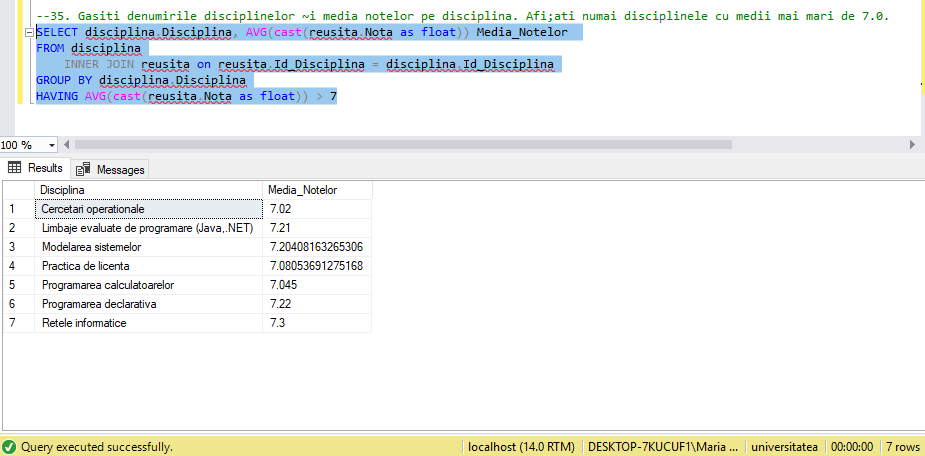 --35. Gasiti denumirile disciplinelor ~i media notelor pe disciplina. Afi;ati numai disciplinele cu medii mai mari de 7.0.
SELECT disciplina.Disciplina, AVG(cast(reusita.Nota as float)) Media_Notelor
FROM disciplina
INNER JOIN reusita on reusita.Id_Disciplina = disciplina.Id_Disciplina
GROUP BY disciplina.Disciplina
HAVING AVG(cast(reusita.Nota as float)) > 7
100 %
Results Messages
Disciplina Media_Notelor
1 Cercetari operationale 7.02
2 Limbaje evaluate de programare (Java,.NET) 7.21
3 Modelarea sistemelor 7.20408163265306
4 Practica de licenta 7.08053691275168
5 Programarea calculatoarelor 7.045
6 Programarea declarativa 7.22
7 Retele informatice 7.3
Query executed successfully. localhost (14.0 RTM) DESKTOP-7KUCUF1\Maria ... universitatea 00:00:00 7 rows